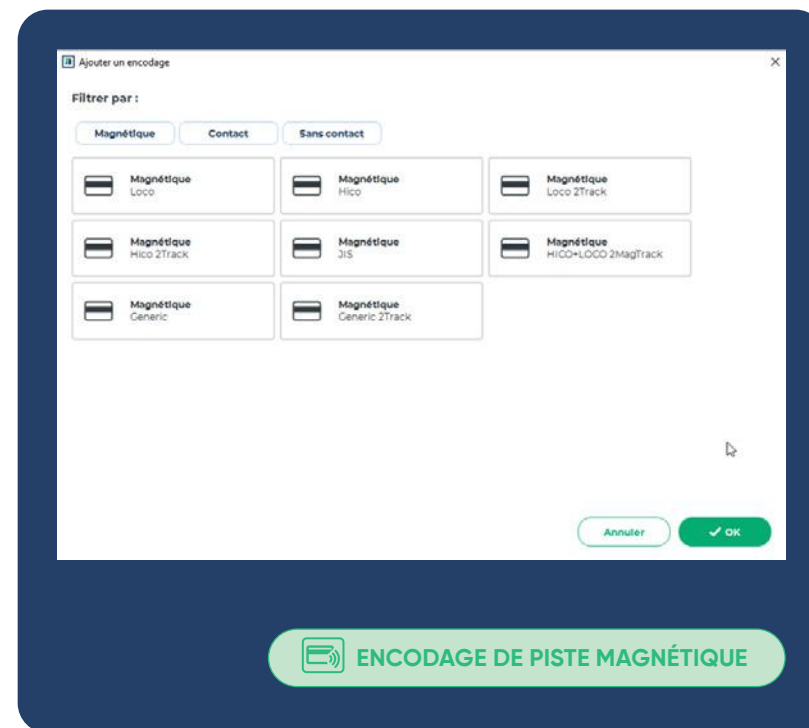 Ajouter un encodage
Filtrer par :
Magnétique Contact Sans contact
Magnétique Magnétique Magnétique
Loco Hico Loco 2Track
Magnétique Magnétique Magnétique
Hico 2Track JIS HICO+LOCO 2MagTrack
Magnétique Magnétique
Generic Generic 2Track
Annuler OK
ENCODAGE DE PISTE MAGNÉTIQUE